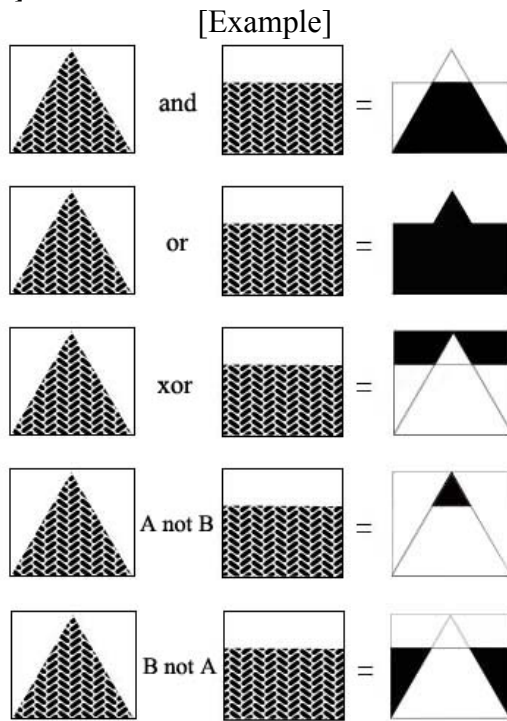 ]
[Example]
and
=
or
=
xor
=
A not B
=
B not A
=